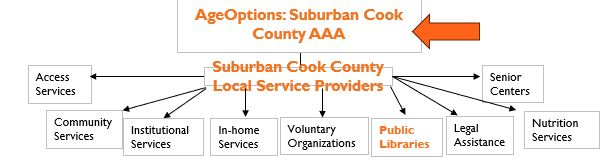 AgeOptions: Suburban Cook
County AAA
Suburban Cook County
Local Service Providers
Access
Services
Senior
Centers
Community
Services
Institutional
Services
In-home
Services
Voluntary
Organizations
Public
Libraries
Legal
Assistance
Nutrition
Services